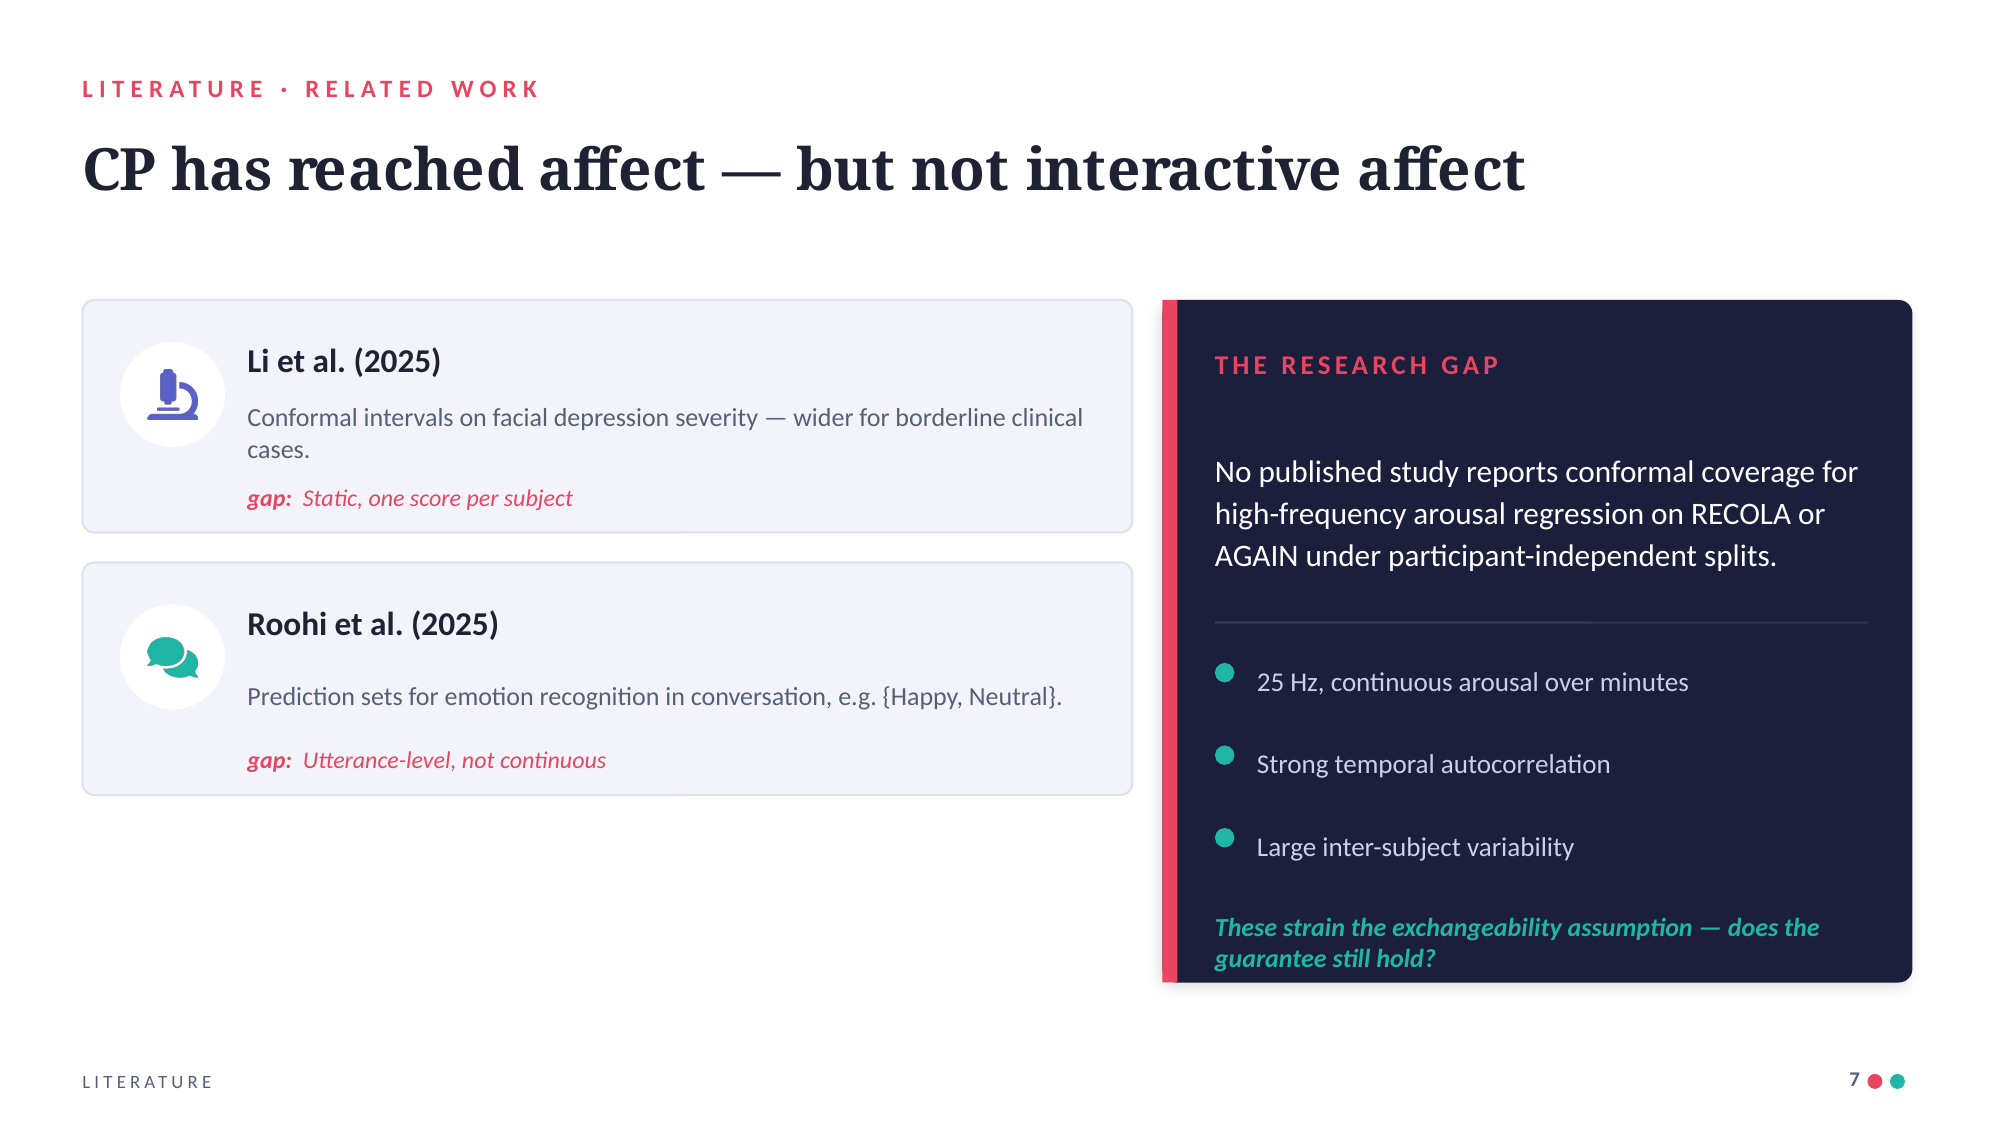 LITERATURE · RELATED WORK
CP has reached affect — but not interactive affect
Li et al. (2025)
Conformal intervals on facial depression severity — wider for borderline clinical
cases.
gap: Static, one score per subject
Roohi et al. (2025)
Prediction sets for emotion recognition in conversation, e.g. {Happy, Neutral}.
gap: Utterance-level, not continuous
THE RESEARCH GAP
No published study reports conformal coverage for
high-frequency arousal regression on RECOLA or
AGAIN under participant-independent splits.
25 Hz, continuous arousal over minutes
Strong temporal autocorrelation
Large inter-subject variability
These strain the exchangeability assumption — does the
guarantee still hold?
LITERATURE
7